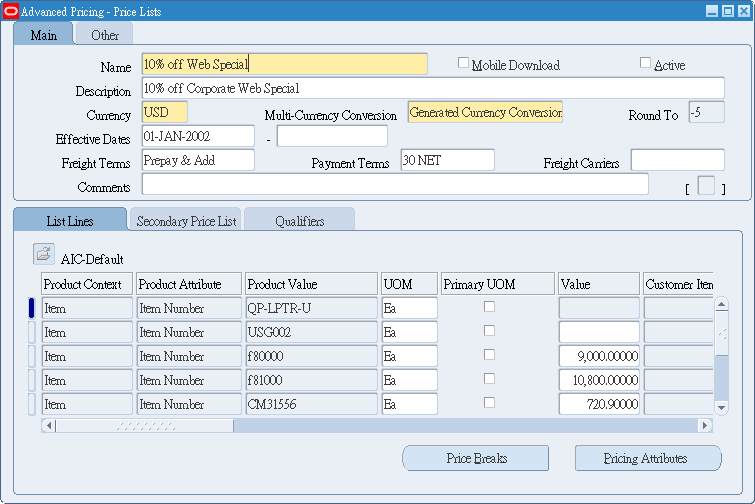 Advanced Pricing - Price Lists
Main Other
Name 10% off Web Special Mobile Download Active
Description 10% off Corporate Web Special
Currency USD Multi-Currency Conversion Generated Currency Conversion Round To -5
Effective Dates 01-JAN-2002 -
Freight Terms Prepay & Add Payment Terms 30 NET Freight Carriers
Comments [ ]
List Lines Secondary Price List Qualifiers
AIC-Default
Product Context Product Attribute Product Value UOM Primary UOM Value Customer Iten
Item Item Number QP-LPTR-U Ea
Item Item Number USG002 Ea
Item Item Number f80000 Ea 9,000.00000
Item Item Number f81000 Ea 10,800.00000
Item Item Number CM31556 Ea 720.90000
Price Breaks Pricing Attributes